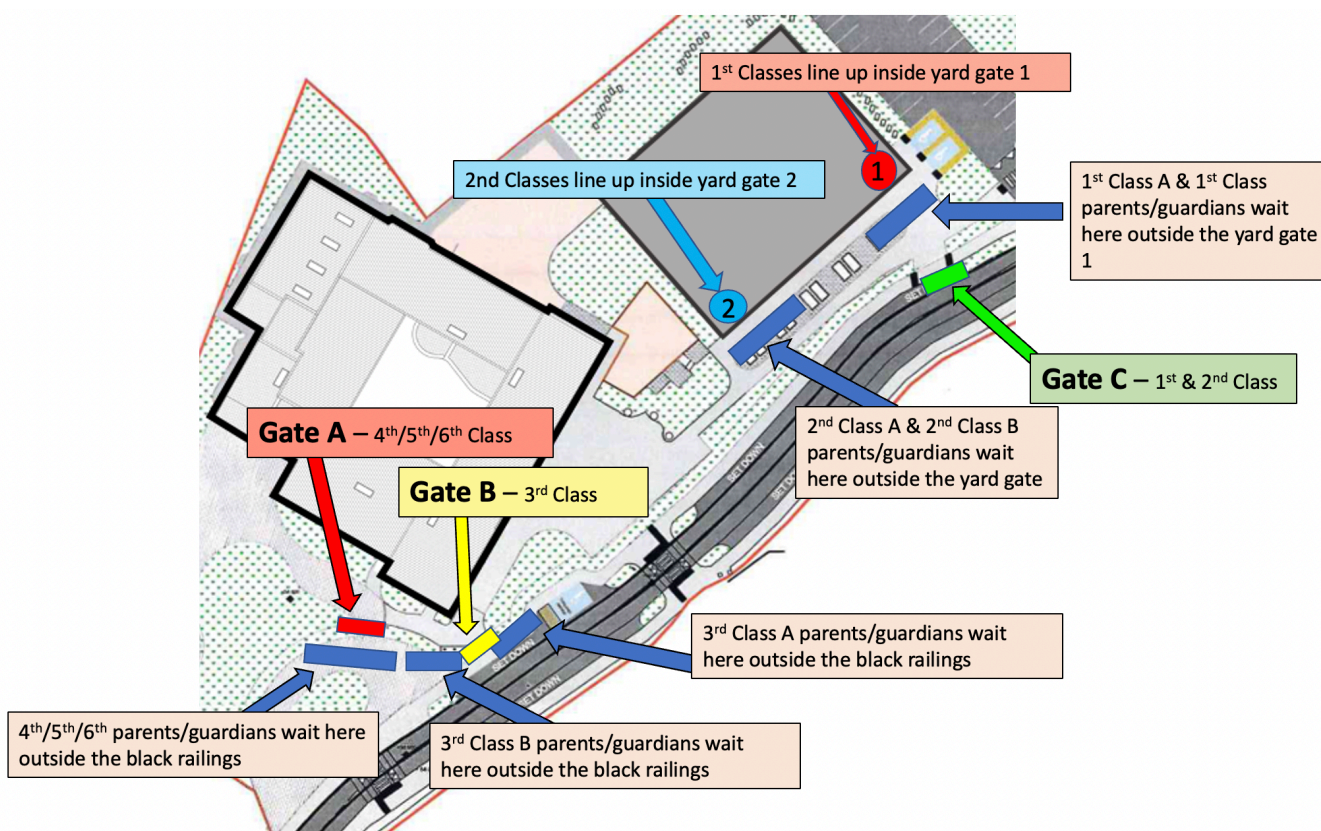 1st Classes line up inside yard gate 1
1
2nd Classes line up inside yard gate 2
2
1st Class A & 1st Class
parents/guardians wait
here outside the yard gate
1
Gate C – 1st & 2nd Class
2nd Class A & 2nd Class B
parents/guardians wait
here outside the yard gate
Gate A – 4th/5th/6th Class
Gate B – 3rd Class
3rd Class A parents/guardians wait
here outside the black railings
4th/5th/6th parents/guardians wait here
outside the black railings
3rd Class B parents/guardians wait
here outside the black railings
SET DOWN
SET DOWN
SET DOWN
SET DOWN